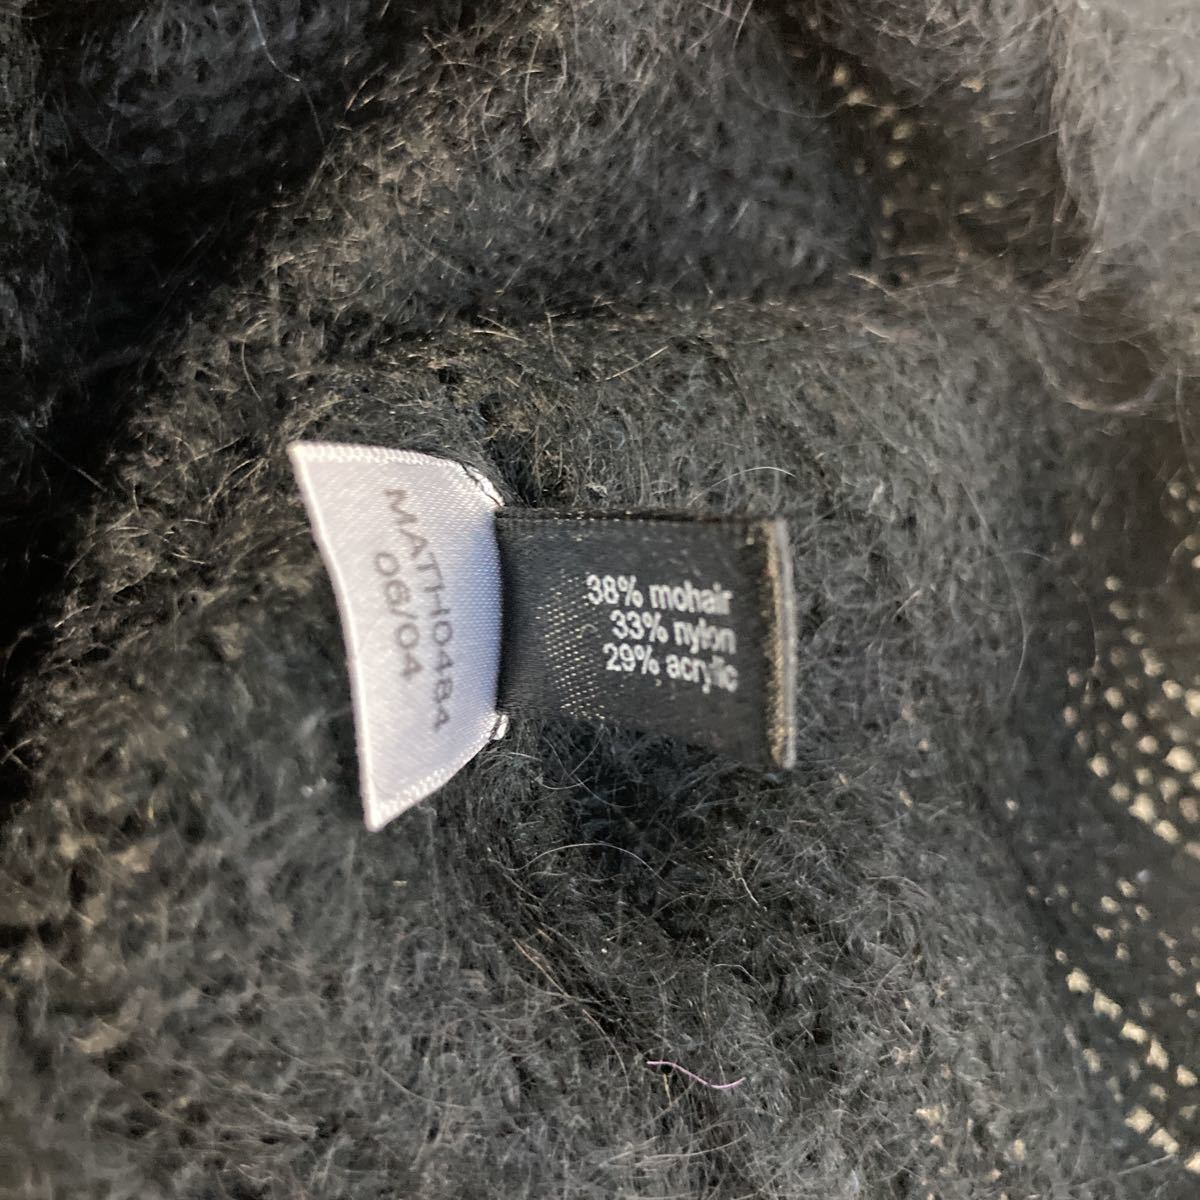 MATH0484
06/04
38% mohair
33% nylon
29% acrylic